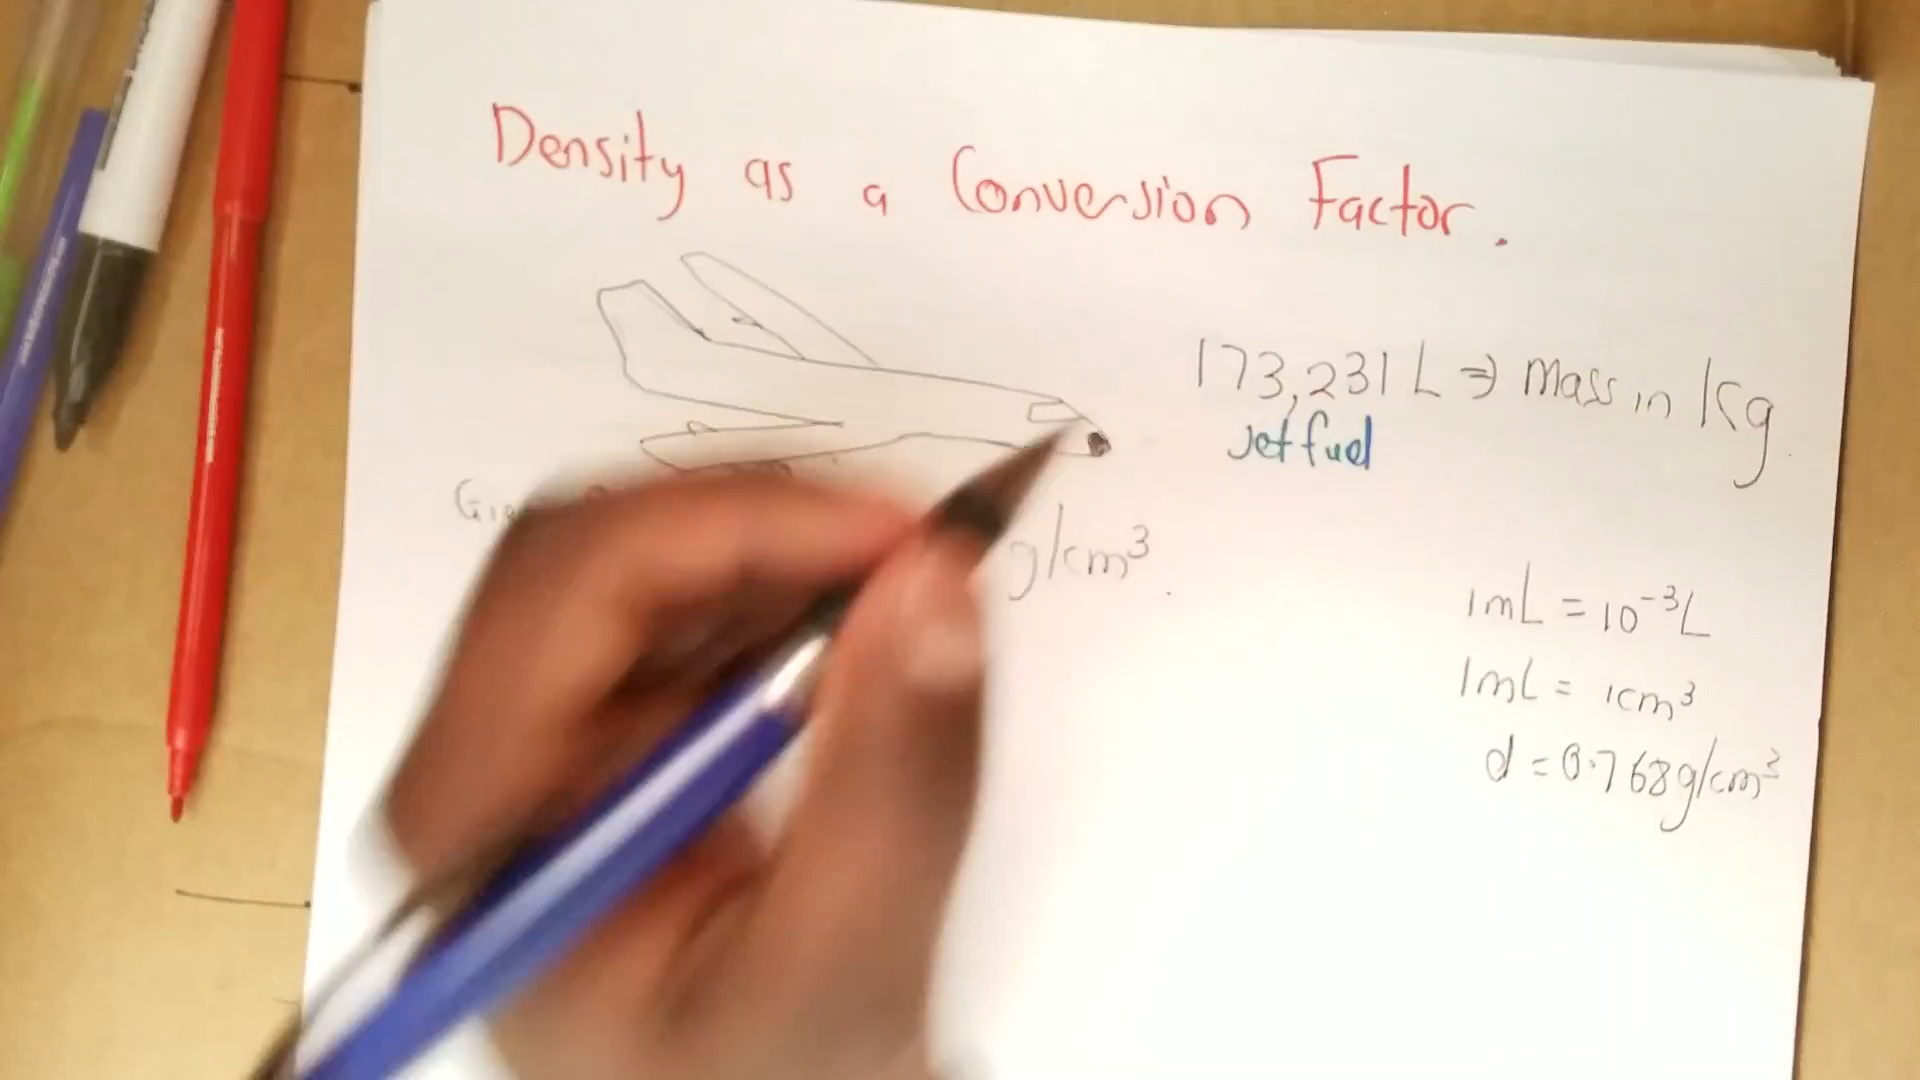 Density as a Conversion Factor.
173,231 L ⇒ Mass in Kg
Jet fuel
g/cm³
1mL = 10⁻³L
1mL = 1cm³
d = 0.768g/cm³